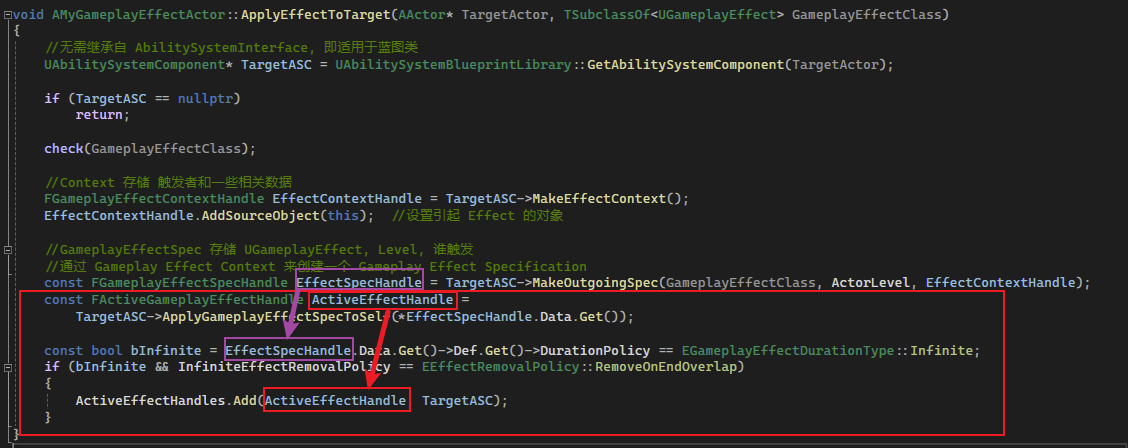 void AMyGameplayEffectActor::ApplyEffectToTarget(AActor* TargetActor, TSubclassOf<UGameplayEffect> GameplayEffectClass)
{
//无需继承自 AbilitySystemInterface, 即适用于蓝图类
UAbilitySystemComponent* TargetASC = UAbilitySystemBlueprintLibrary::GetAbilitySystemComponent(TargetActor);
if (TargetASC == nullptr)
return;
check(GameplayEffectClass);
//Context 存储 触发者和一些相关数据
FGameplayEffectContextHandle EffectContextHandle = TargetASC->MakeEffectContext();
EffectContextHandle.AddSourceObject(this); //设置引起 Effect 的对象
//GameplayEffectSpec 存储 UGameplayEffect, Level, 谁触发
//通过 Gameplay Effect Context 来创建一个 Gameplay Effect Specification
const FGameplayEffectSpecHandle EffectSpecHandle = TargetASC->MakeOutgoingSpec(GameplayEffectClass, ActorLevel, EffectContextHandle);
const FActiveGameplayEffectHandle ActiveEffectHandle =
TargetASC->ApplyGameplayEffectSpecToSelf(*EffectSpecHandle.Data.Get());
const bool bInfinite = EffectSpecHandle.Data.Get()->Def.Get()->DurationPolicy == EGameplayEffectDurationType::Infinite;
if (bInfinite && InfiniteEffectRemovalPolicy == EEffectRemovalPolicy::RemoveOnEndOverlap)
{
ActiveEffectHandles.Add(ActiveEffectHandle, TargetASC);
}
}